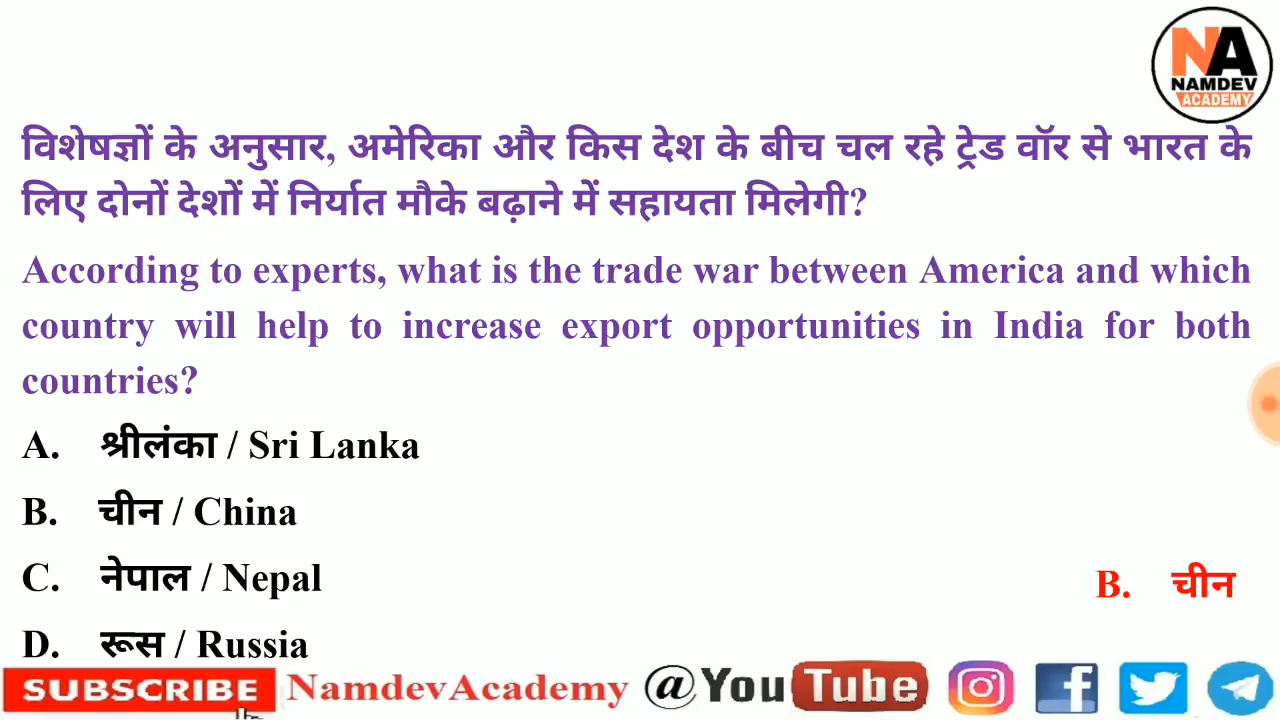 NA
NAMDEV
ACADEMY
विशेषज्ञों के अनुसार, अमेरिका और किस देश के बीच चल रहे ट्रेड वॉर से भारत के
लिए दोनों देशों में निर्यात मौके बढ़ाने में सहायता मिलेगी?
According to experts, what is the trade war between America and which
country will help to increase export opportunities in India for both
countries?
A. श्रीलंका / Sri Lanka
B. चीन / China
C. नेपाल / Nepal
B. चीन
D. रूस / Russia
SUBSCRIBE NamdevAcademy @YouTube